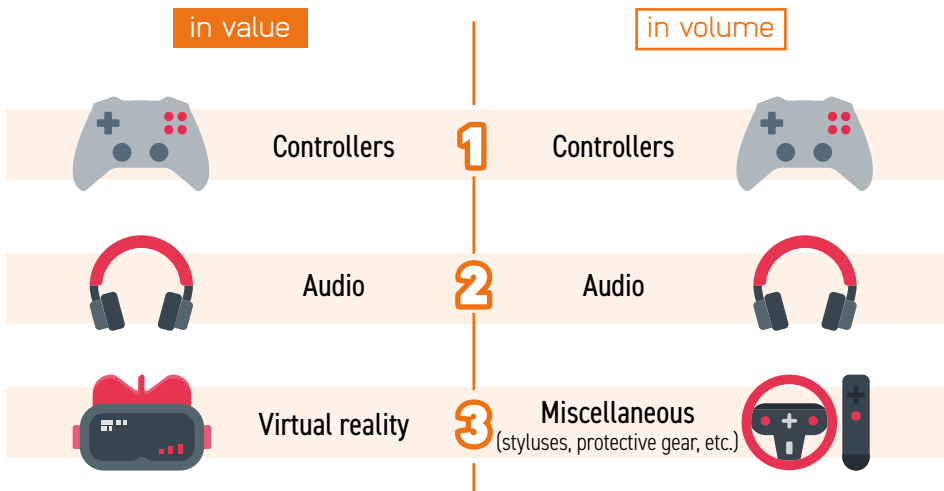 in value
in volume
Controllers
1
Controllers
Audio
2
Audio
Virtual reality
3
Miscellaneous
(styluses, protective gear, etc.)